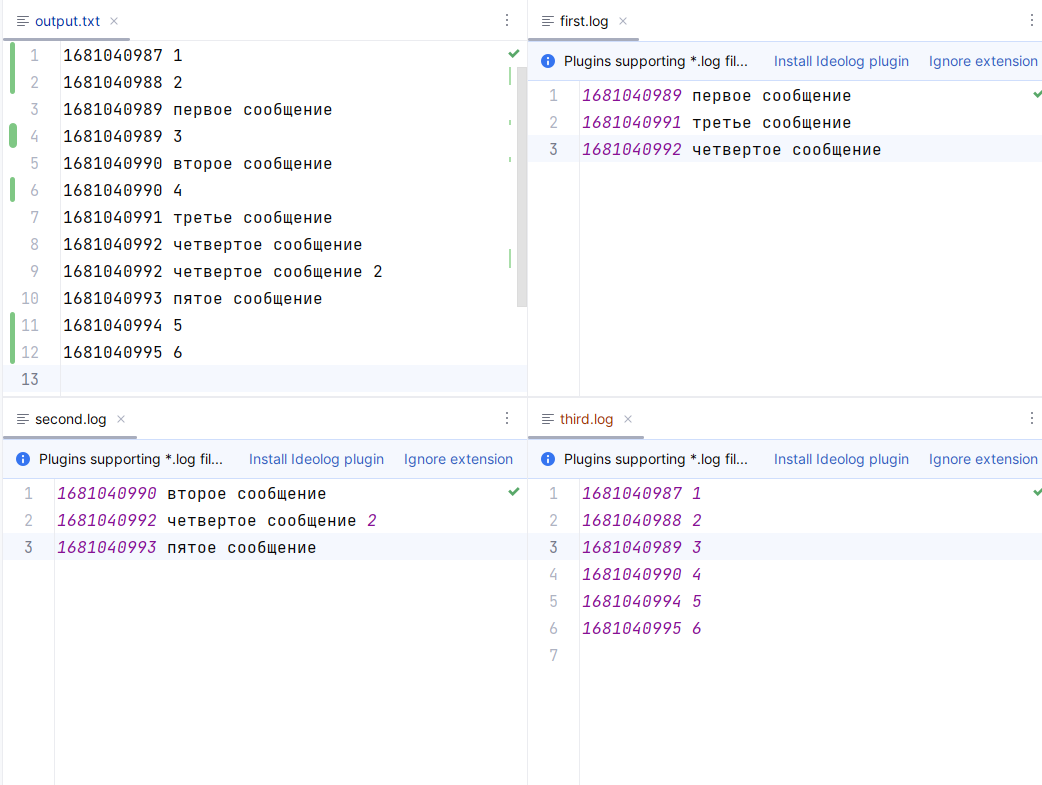 output.txt
1 1681040987 1
2 1681040988 2
3 1681040989 первое сообщение
4 1681040989 3
5 1681040990 второе сообщение
6 1681040990 4
7 1681040991 третье сообщение
8 1681040992 четвертое сообщение
9 1681040992 четвертое сообщение 2
10 1681040993 пятое сообщение
11 1681040994 5
12 1681040995 6
13
first.log
Plugins supporting *.log fil... Install Ideolog plugin Ignore extension
1 1681040989 первое сообщение
2 1681040991 третье сообщение
3 1681040992 четвертое сообщение
second.log
Plugins supporting *.log fil... Install Ideolog plugin Ignore extension
1 1681040990 второе сообщение
2 1681040992 четвертое сообщение 2
3 1681040993 пятое сообщение
third.log
Plugins supporting *.log fil... Install Ideolog plugin Ignore extension
1 1681040987 1
2 1681040988 2
3 1681040989 3
4 1681040990 4
5 1681040994 5
6 1681040995 6
7